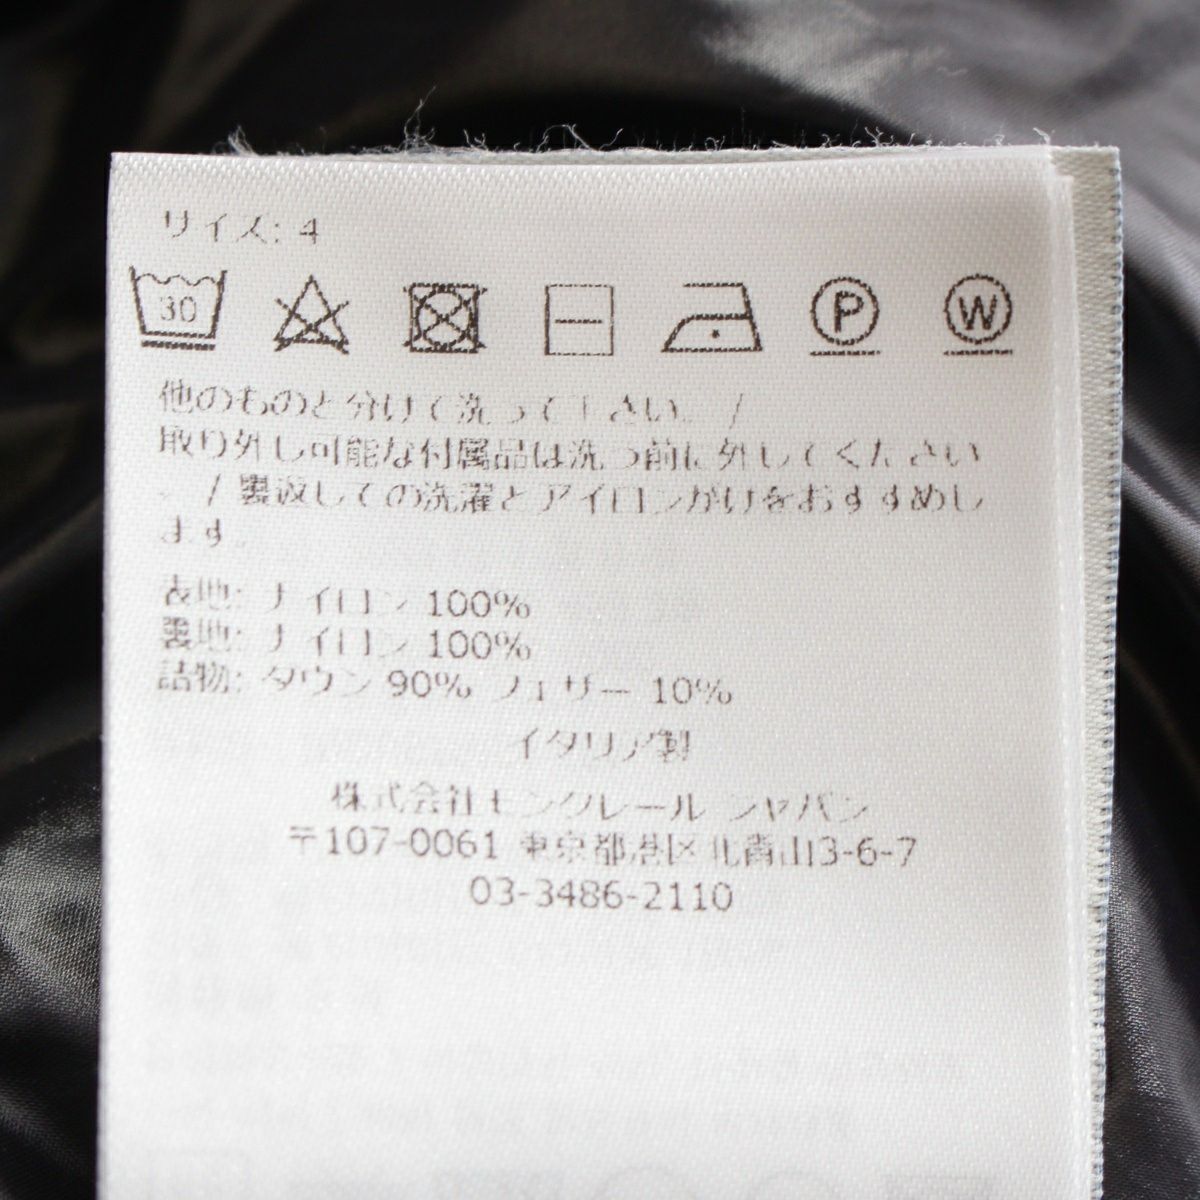 サイズ: 4
30 P W
他のものと分けて洗って下さい。 /
取り外し可能な付属品は洗う前に外してください
。 / 裏返しての洗濯とアイロンがけをおすすめし
ます。
表地: ナイロン 100%
裏地: ナイロン 100%
詰物: ダウン 90% フェザー 10%
イタリア製
株式会社モンクレール ジャパン
〒107-0061 東京都港区北青山3-6-7
03-3486-2110